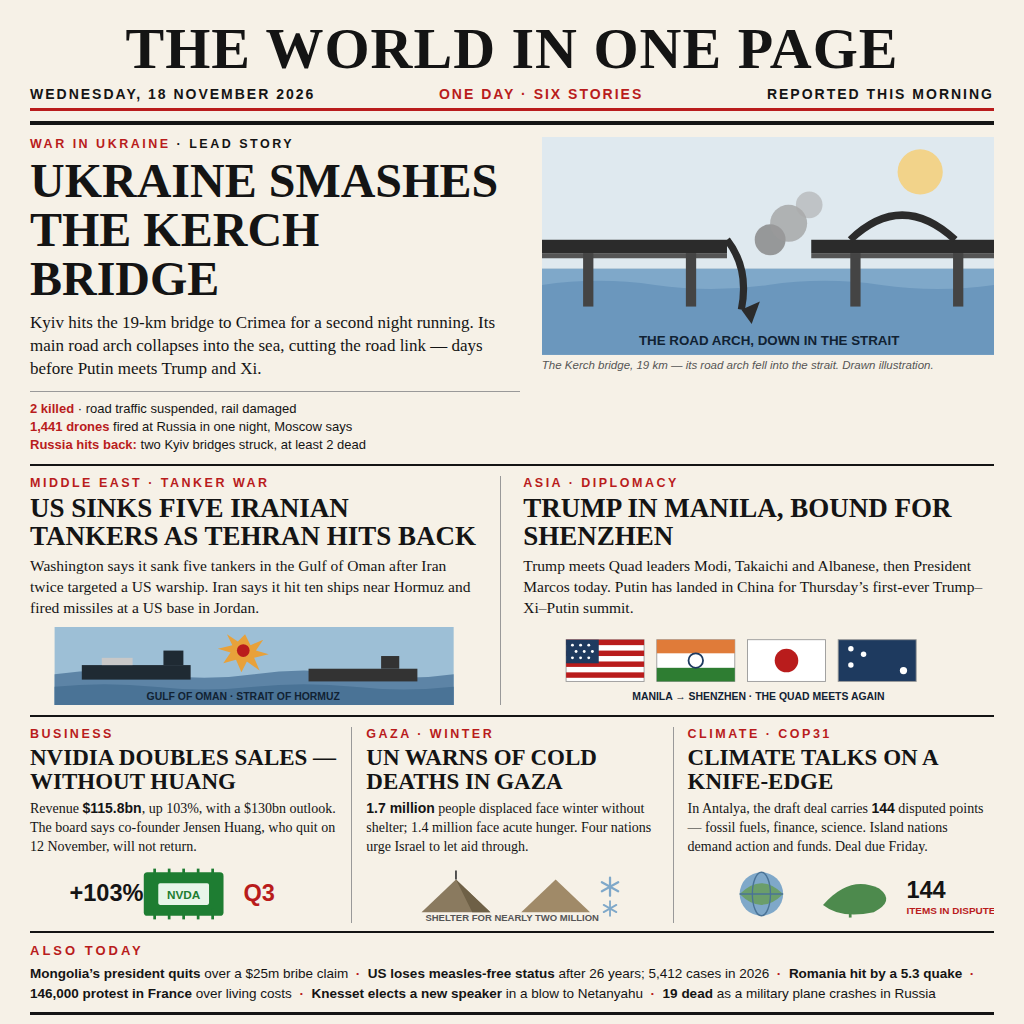 THE WORLD IN ONE PAGE
WEDNESDAY, 18 NOVEMBER 2026
ONE DAY · SIX STORIES
REPORTED THIS MORNING
WAR IN UKRAINE · LEAD STORY
UKRAINE SMASHES
THE KERCH
BRIDGE
Kyiv hits the 19-km bridge to Crimea for a second night running. Its
main road arch collapses into the sea, cutting the road link — days
before Putin meets Trump and Xi.
2 killed · road traffic suspended, rail damaged
1,441 drones fired at Russia in one night, Moscow says
Russia hits back: two Kyiv bridges struck, at least 2 dead
THE ROAD ARCH, DOWN IN THE STRAIT
The Kerch bridge, 19 km — its road arch fell into the strait. Drawn illustration.
MIDDLE EAST · TANKER WAR
US SINKS FIVE IRANIAN
TANKERS AS TEHRAN HITS BACK
Washington says it sank five tankers in the Gulf of Oman after Iran
twice targeted a US warship. Iran says it hit ten ships near Hormuz and
fired missiles at a US base in Jordan.
GULF OF OMAN · STRAIT OF HORMUZ
ASIA · DIPLOMACY
TRUMP IN MANILA, BOUND FOR
SHENZHEN
Trump meets Quad leaders Modi, Takaichi and Albanese, then President
Marcos today. Putin has landed in China for Thursday’s first-ever Trump–
Xi–Putin summit.
MANILA → SHENZHEN · THE QUAD MEETS AGAIN
BUSINESS
NVIDIA DOUBLES SALES —
WITHOUT HUANG
Revenue $115.8bn, up 103%, with a $130bn outlook.
The board says co-founder Jensen Huang, who quit on
12 November, will not return.
+103%
NVDA
Q3
GAZA · WINTER
UN WARNS OF COLD
DEATHS IN GAZA
1.7 million people displaced face winter without
shelter; 1.4 million face acute hunger. Four nations
urge Israel to let aid through.
SHELTER FOR NEARLY TWO MILLION
CLIMATE · COP31
CLIMATE TALKS ON A
KNIFE-EDGE
In Antalya, the draft deal carries 144 disputed points
— fossil fuels, finance, science. Island nations
demand action and funds. Deal due Friday.
144
ITEMS IN DISPUTE
ALSO TODAY
Mongolia’s president quits over a $25m bribe claim · US loses measles-free status after 26 years; 5,412 cases in 2026 · Romania hit by a 5.3 quake ·
146,000 protest in France over living costs · Knesset elects a new speaker in a blow to Netanyahu · 19 dead as a military plane crashes in Russia